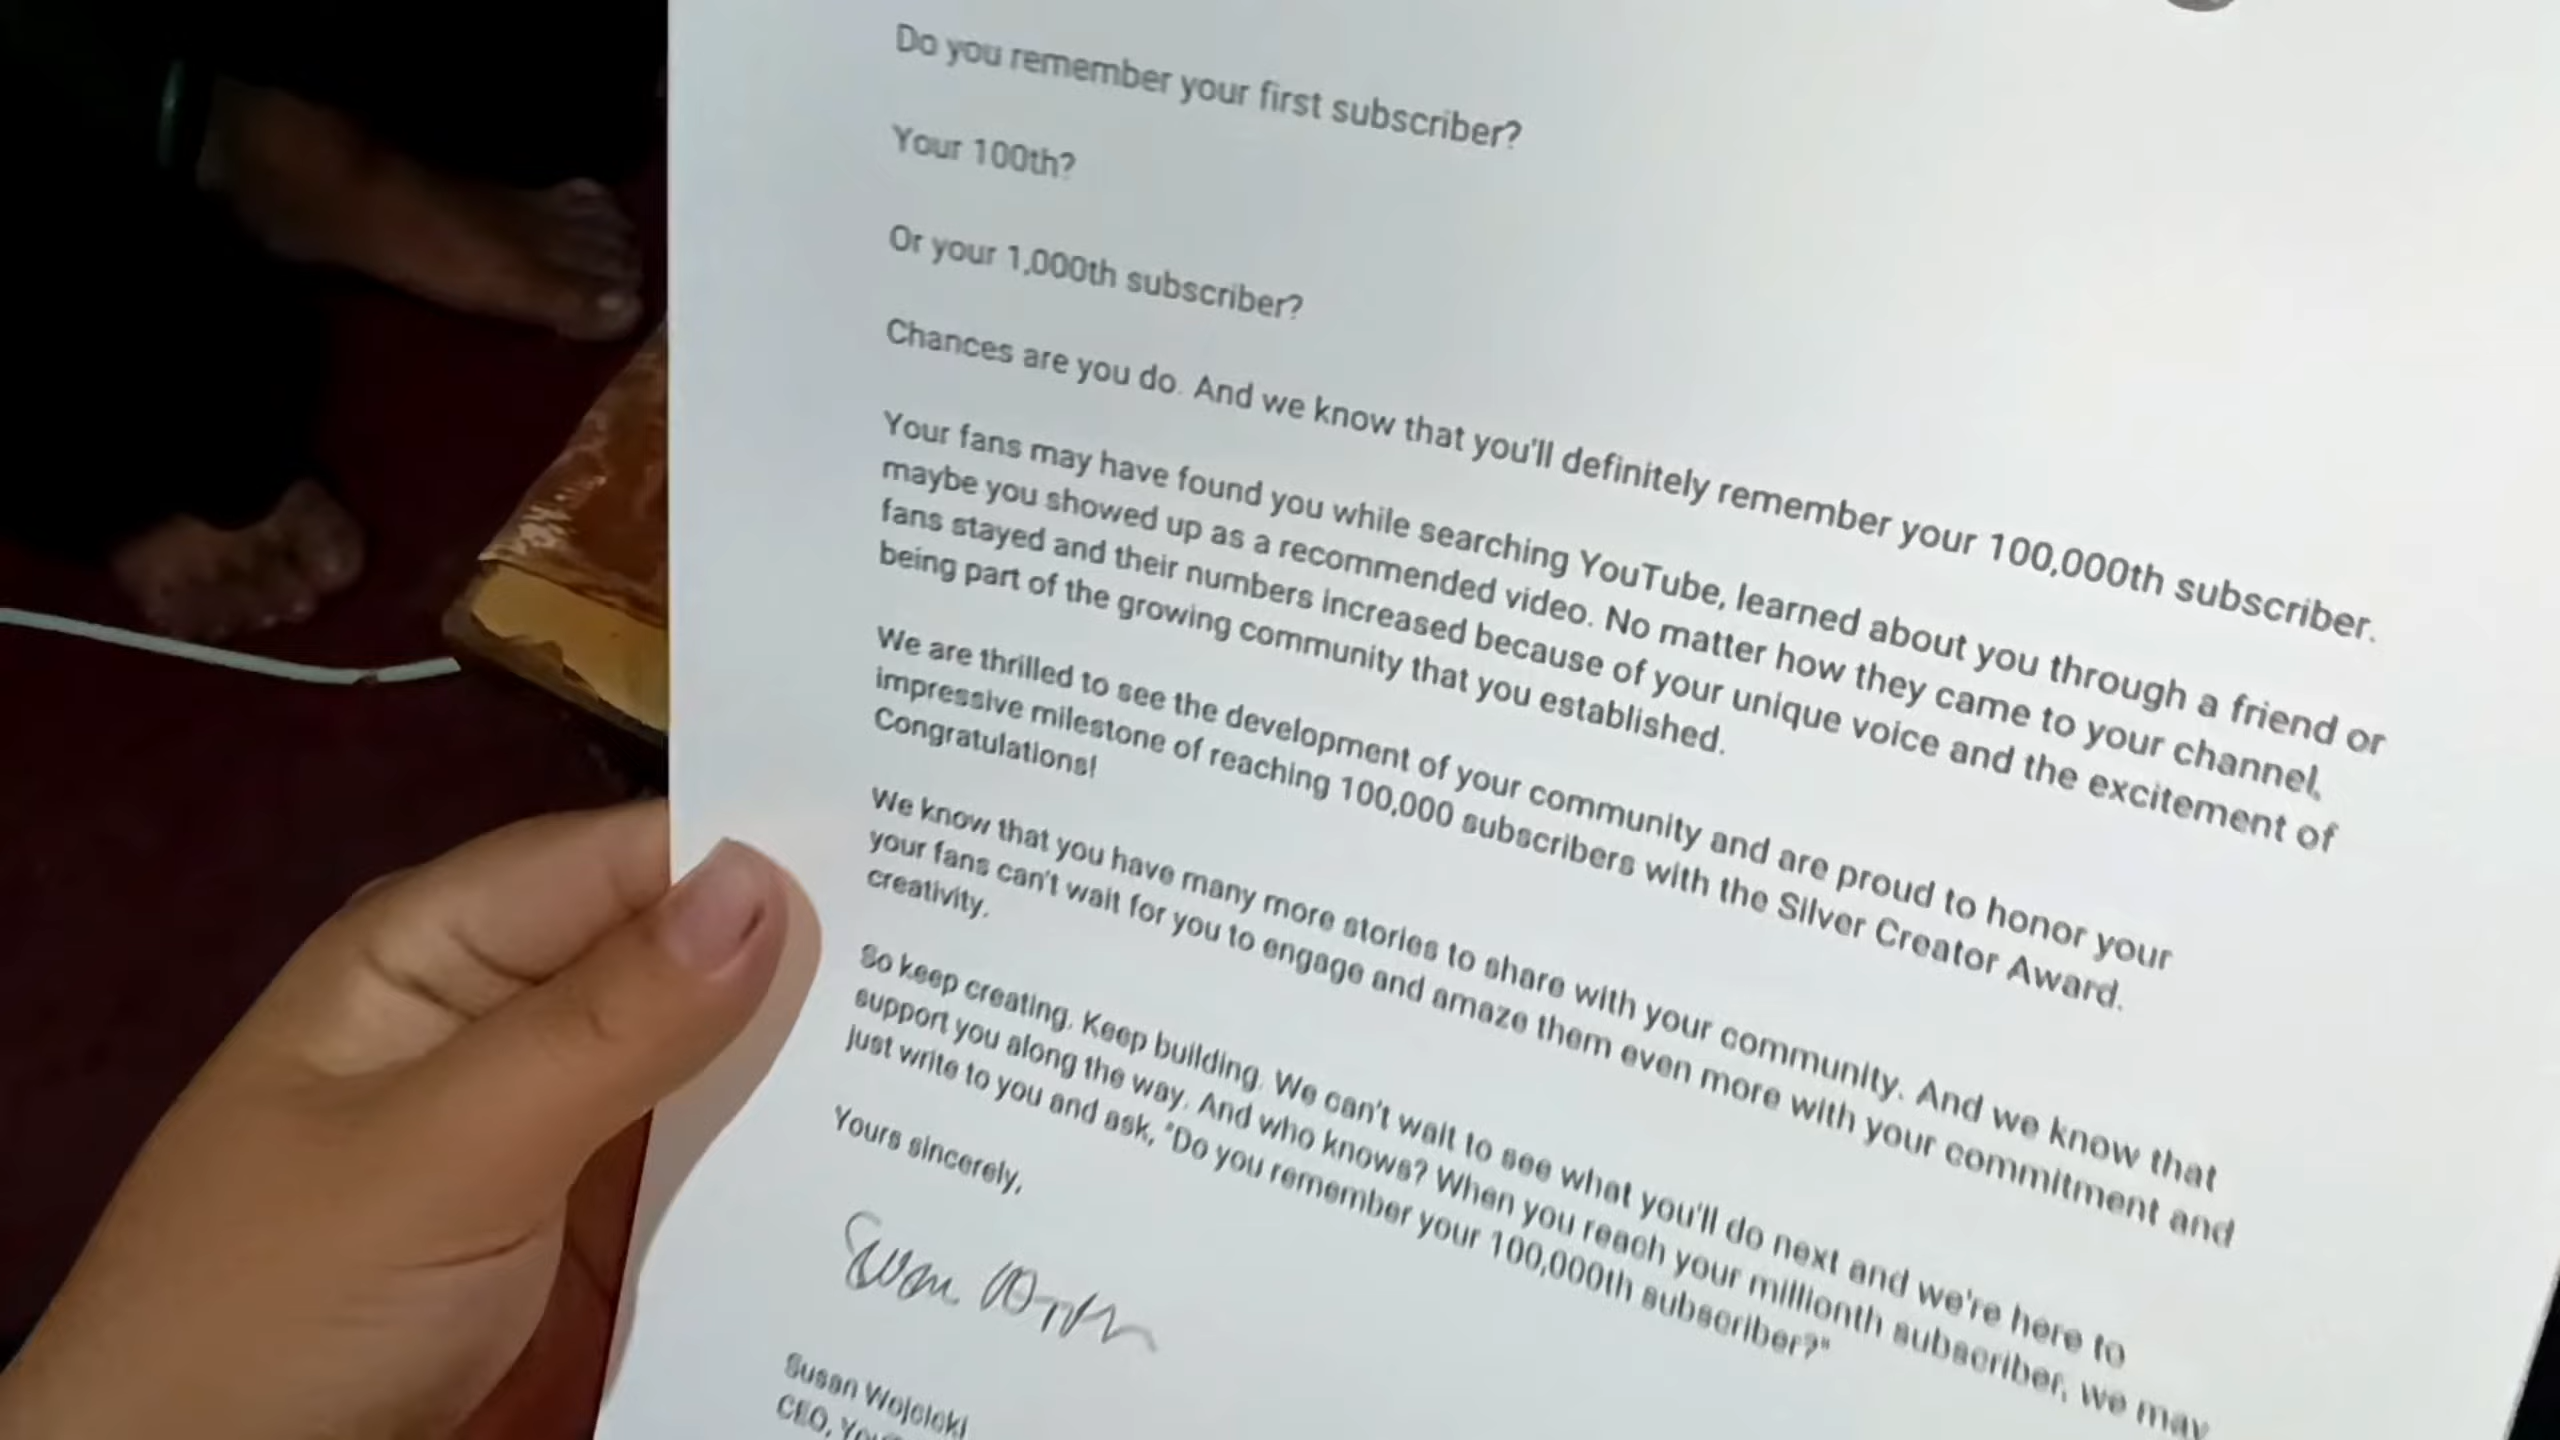 Do you remember your first subscriber?
Your 100th?
Or your 1,000th subscriber?
Chances are you do. And we know that you'll definitely remember your 100,000th subscriber.
Your fans may have found you while searching YouTube, learned about you through a friend or
maybe you showed up as a recommended video. No matter how they came to your channel,
fans stayed and their numbers increased because of your unique voice and the excitement of
being part of the growing community that you established.
We are thrilled to see the development of your community and are proud to honor your
impressive milestone of reaching 100,000 subscribers with the Silver Creator Award.
Congratulations!
We know that you have many more stories to share with your community. And we know that
your fans can't wait for you to engage and amaze them even more with your commitment and
creativity.
So keep creating. Keep building. We can't wait to see what you'll do next and we're here to
support you along the way. And who knows? When you reach your millionth subscriber, we may
just write to you and ask, "Do you remember your 100,000th subscriber?"
Yours sincerely,
Susan Wojcicki
CEO,